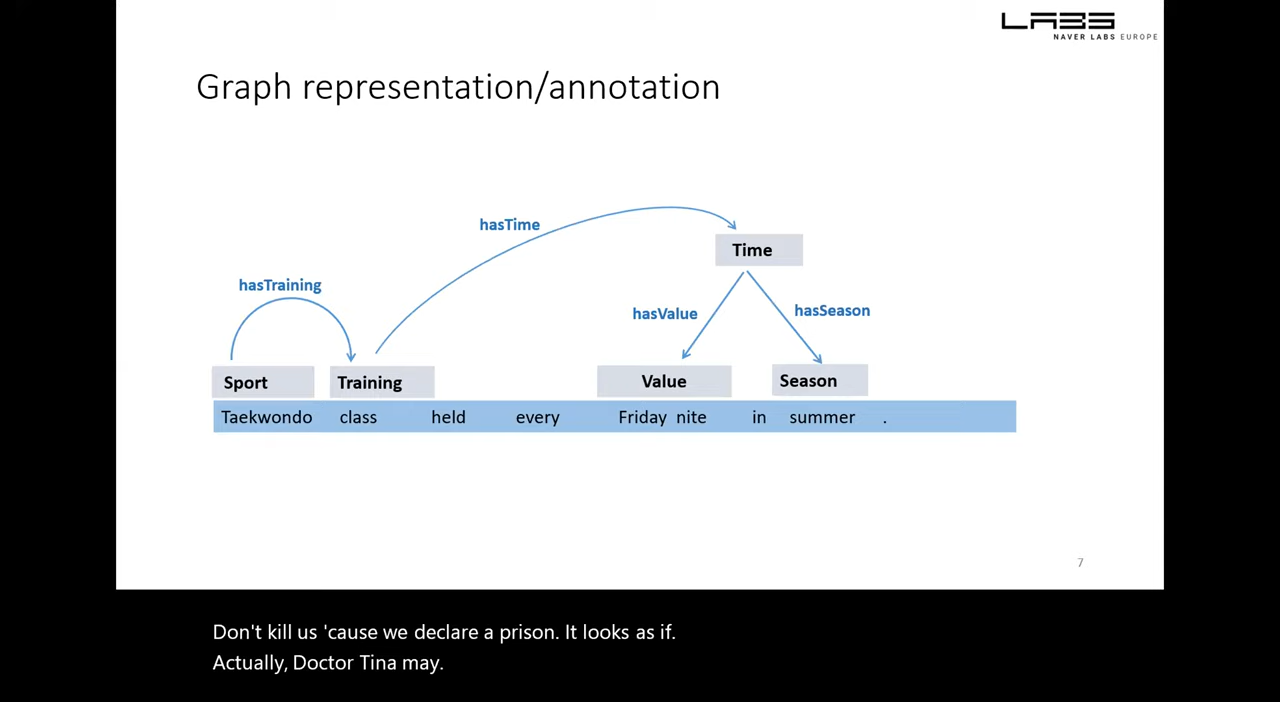 LABS
NAVER LABS EUROPE
Graph representation/annotation
hasTime
Time
hasTraining
hasValue
hasSeason
Sport Training Value Season
Taekwondo class held every Friday nite in summer .
7
Don't kill us 'cause we declare a prison. It looks as if.
Actually, Doctor Tina may.